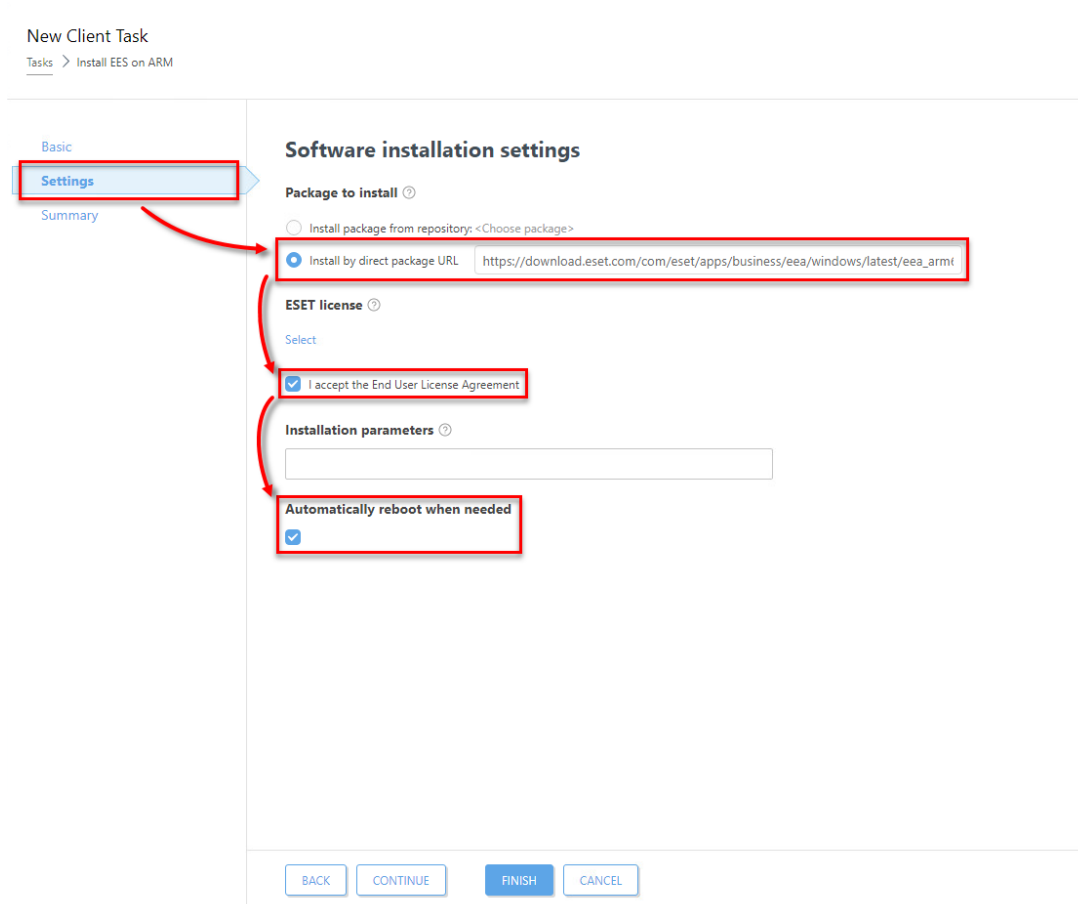 New Client Task
Tasks > Install EES on ARM
Basic
Settings
Summary
Software installation settings
Package to install ?
Install package from repository: <Choose package>
Install by direct package URL https://download.eset.com/com/eset/apps/business/eea/windows/latest/eea_arm
ESET license ?
Select
I accept the End User License Agreement
Installation parameters ?
Automatically reboot when needed
BACK CONTINUE FINISH CANCEL